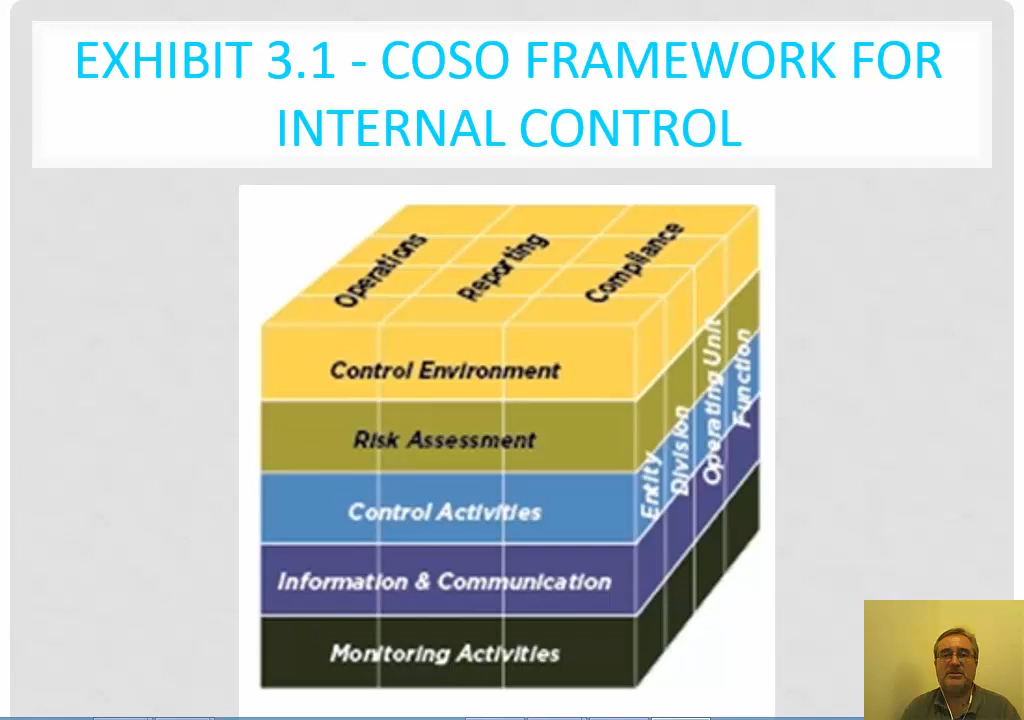 EXHIBIT 3.1 - COSO FRAMEWORK FOR
INTERNAL CONTROL
Operations
Reporting
Compliance
Control Environment
Risk Assessment
Control Activities
Information & Communication
Monitoring Activities
Entity
Division
Operating Unit
Function